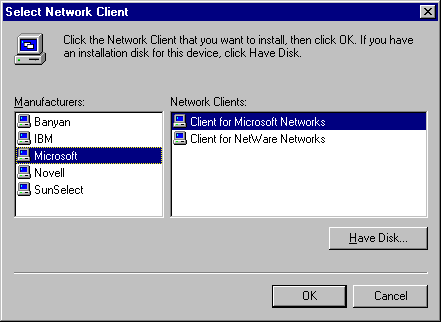 Select Network Client
Click the Network Client that you want to install, then click OK. If you have
an installation disk for this device, click Have Disk.
Manufacturers:
Banyan
IBM
Microsoft
Novell
SunSelect
Network Clients:
Client for Microsoft Networks
Client for NetWare Networks
Have Disk...
OK
Cancel